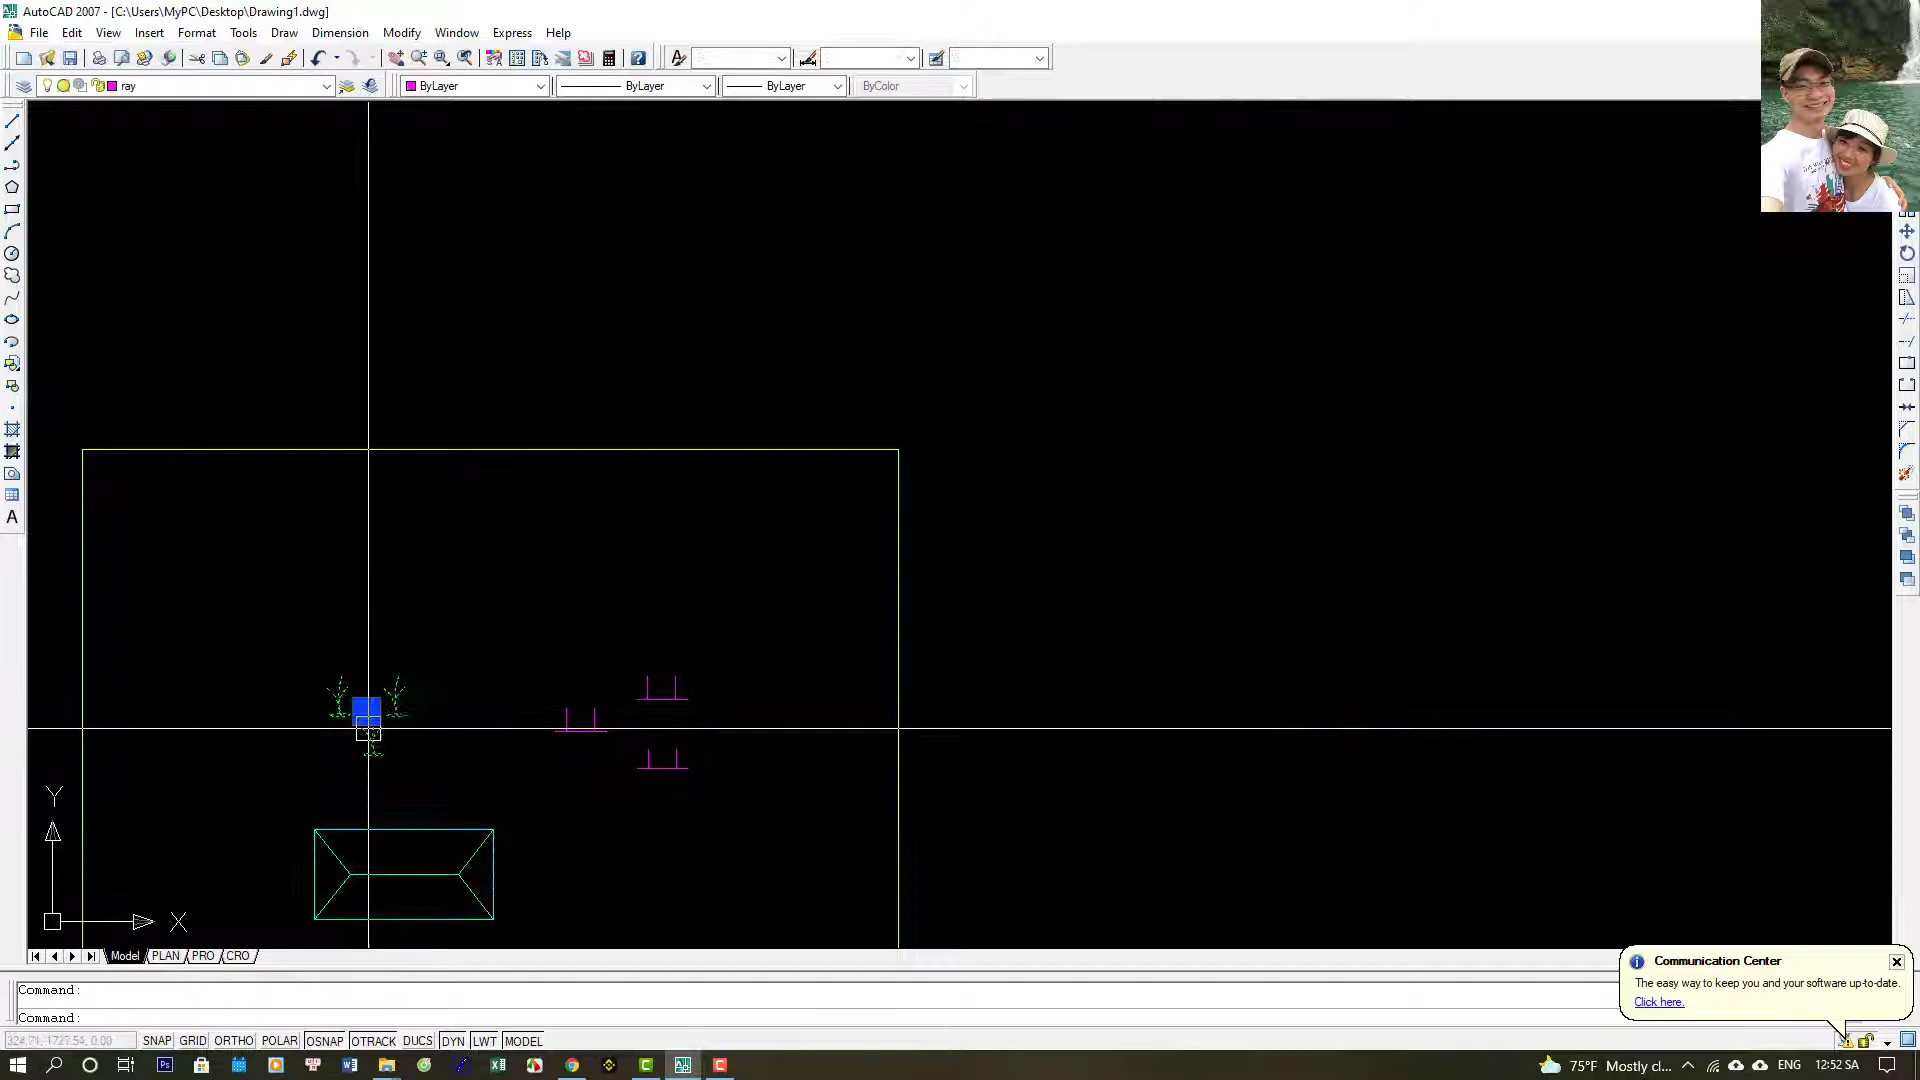 AutoCAD 2007 - [C:\Users\MyPC\Desktop\Drawing1.dwg]
File Edit View Insert Format Tools Draw Dimension Modify Window Express Help
ray ByLayer ByLayer ByLayer ByColor
A
Y
X
Model PLAN PRO CRO
Communication Center
The easy way to keep you and your software up-to-date.
Click here.
Command:
Command:
SNAP GRID ORTHO POLAR OSNAP OTRACK DUCS DYN LWT MODEL
75°F Mostly cl... ENG 12:52 SA